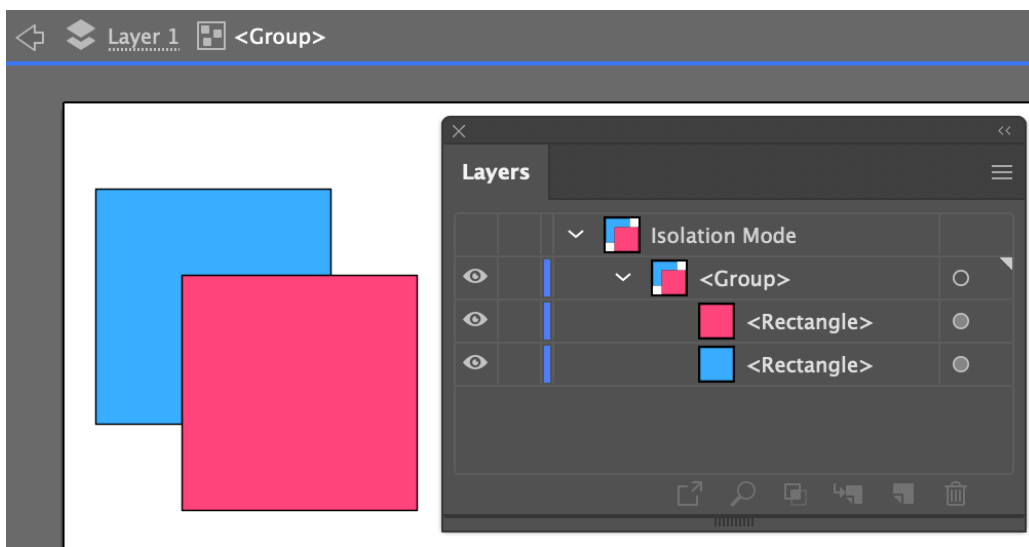 Layer 1 <Group>
Layers
Isolation Mode
<Group>
<Rectangle>
<Rectangle>